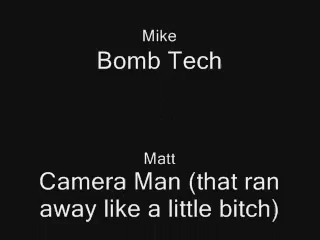 Mike
Bomb Tech
Matt
Camera Man (that ran
away like a little bitch)